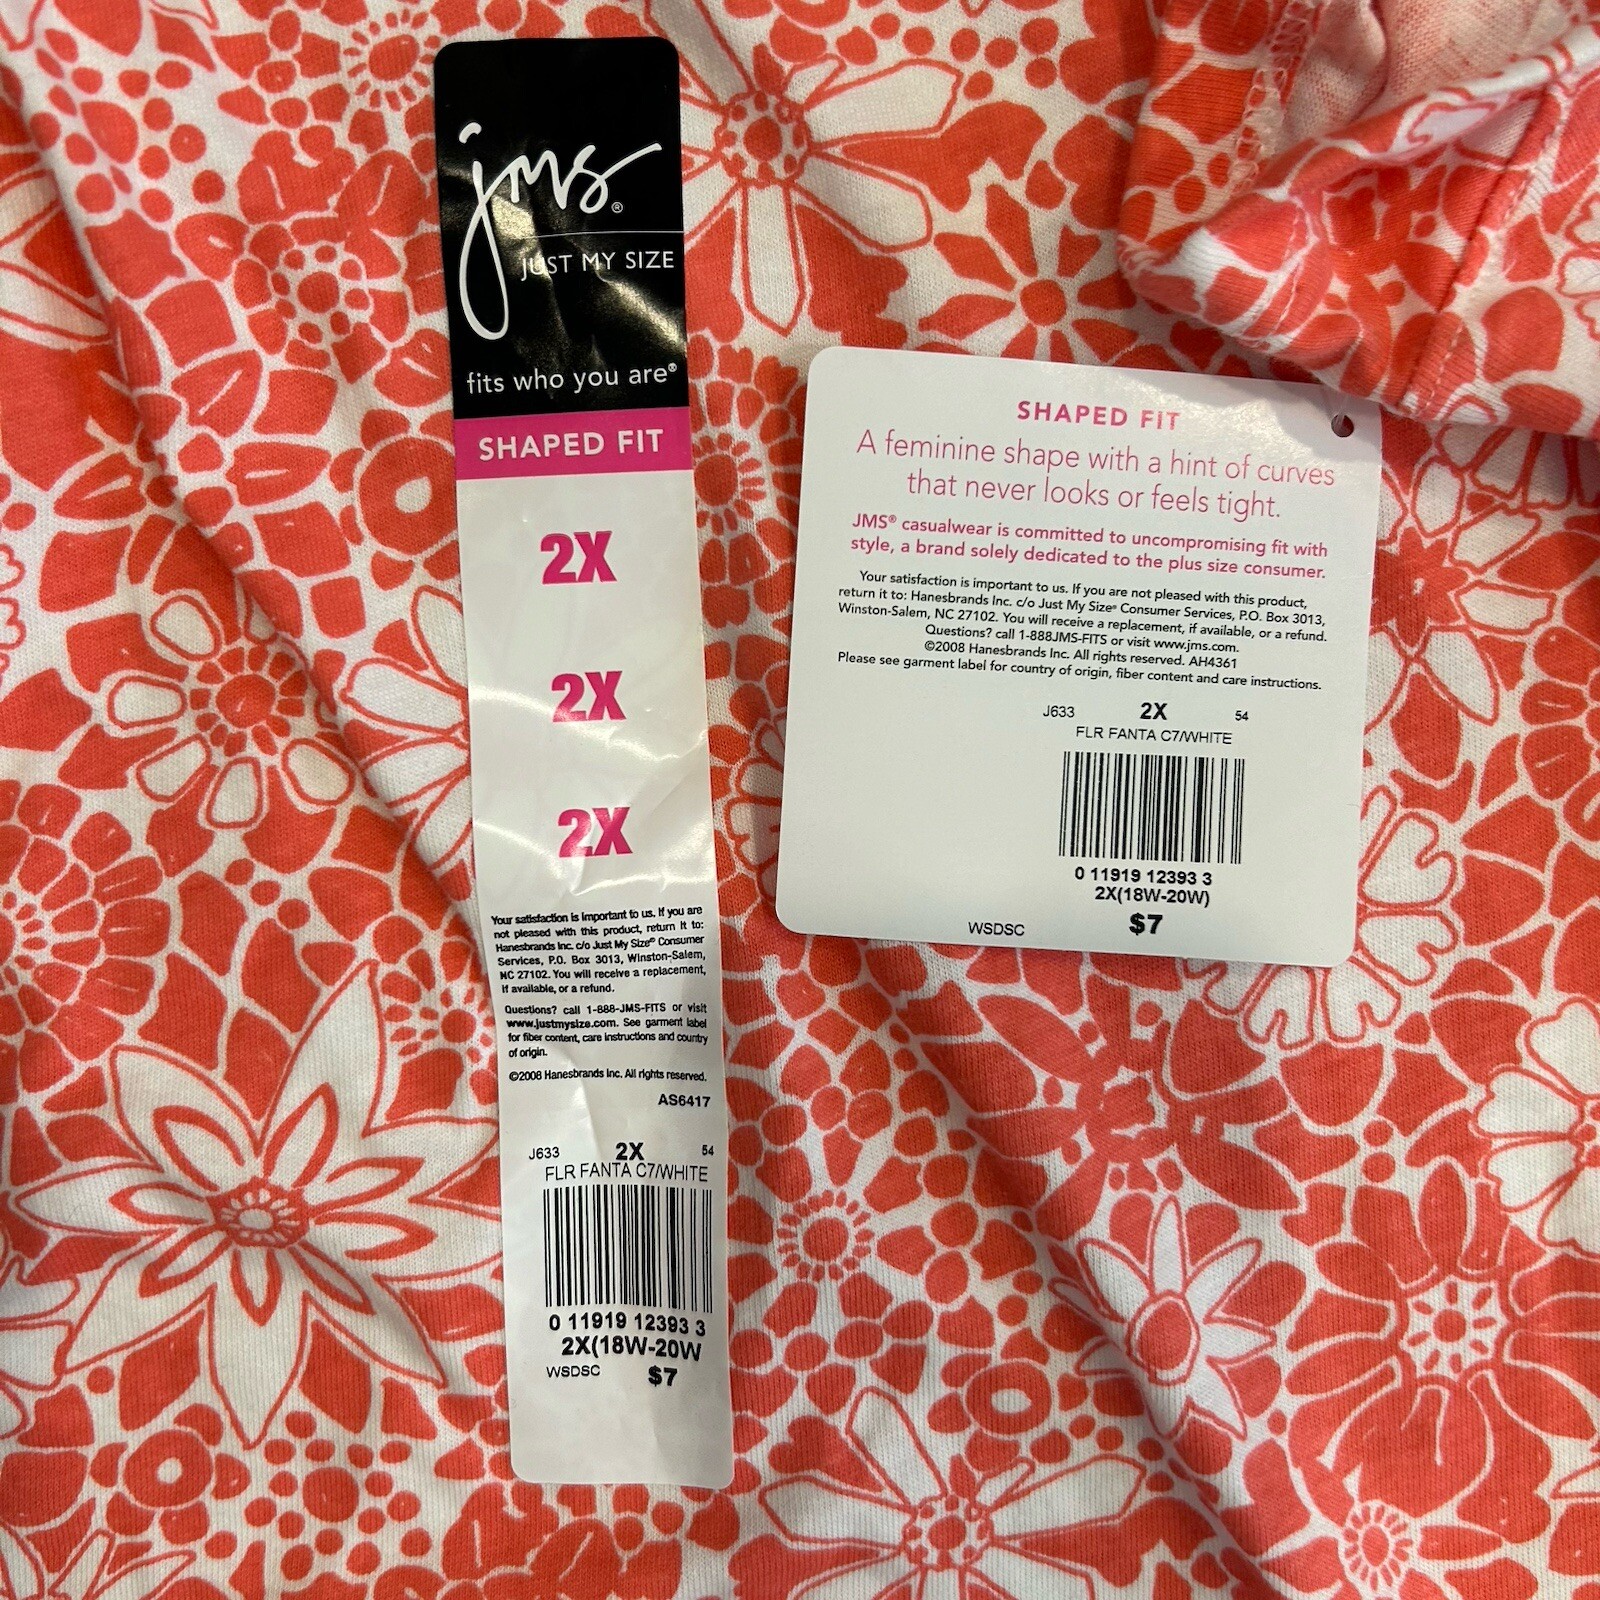 jms®
JUST MY SIZE
fits who you are®
SHAPED FIT
2X
2X
2X
Your satisfaction is important to us. If you are
not pleased with this product, return it to:
Hanesbrands Inc. c/o Just My Size® Consumer
Services, P.O. Box 3013, Winston-Salem,
NC 27102. You will receive a replacement,
if available, or a refund.
Questions? call 1-888-JMS-FITS or visit
www.justmysize.com. See garment label
for fiber content, care instructions and country
of origin.
©2008 Hanesbrands Inc. All rights reserved.
AS6417
J633 2X 54
FLR FANTA C7/WHITE
0 11919 12393 3
2X(18W-20W
WSDSC $7
SHAPED FIT
A feminine shape with a hint of curves
that never looks or feels tight.
JMS® casualwear is committed to uncompromising fit with
style, a brand solely dedicated to the plus size consumer.
Your satisfaction is important to us. If you are not pleased with this product,
return it to: Hanesbrands Inc. c/o Just My Size® Consumer Services, P.O. Box 3013,
Winston-Salem, NC 27102. You will receive a replacement, if available, or a refund.
Questions? call 1-888JMS-FITS or visit www.jms.com.
©2008 Hanesbrands Inc. All rights reserved. AH4361
Please see garment label for country of origin, fiber content and care instructions.
J633 2X 54
FLR FANTA C7/WHITE
0 11919 12393 3
2X(18W-20W)
WSDSC $7